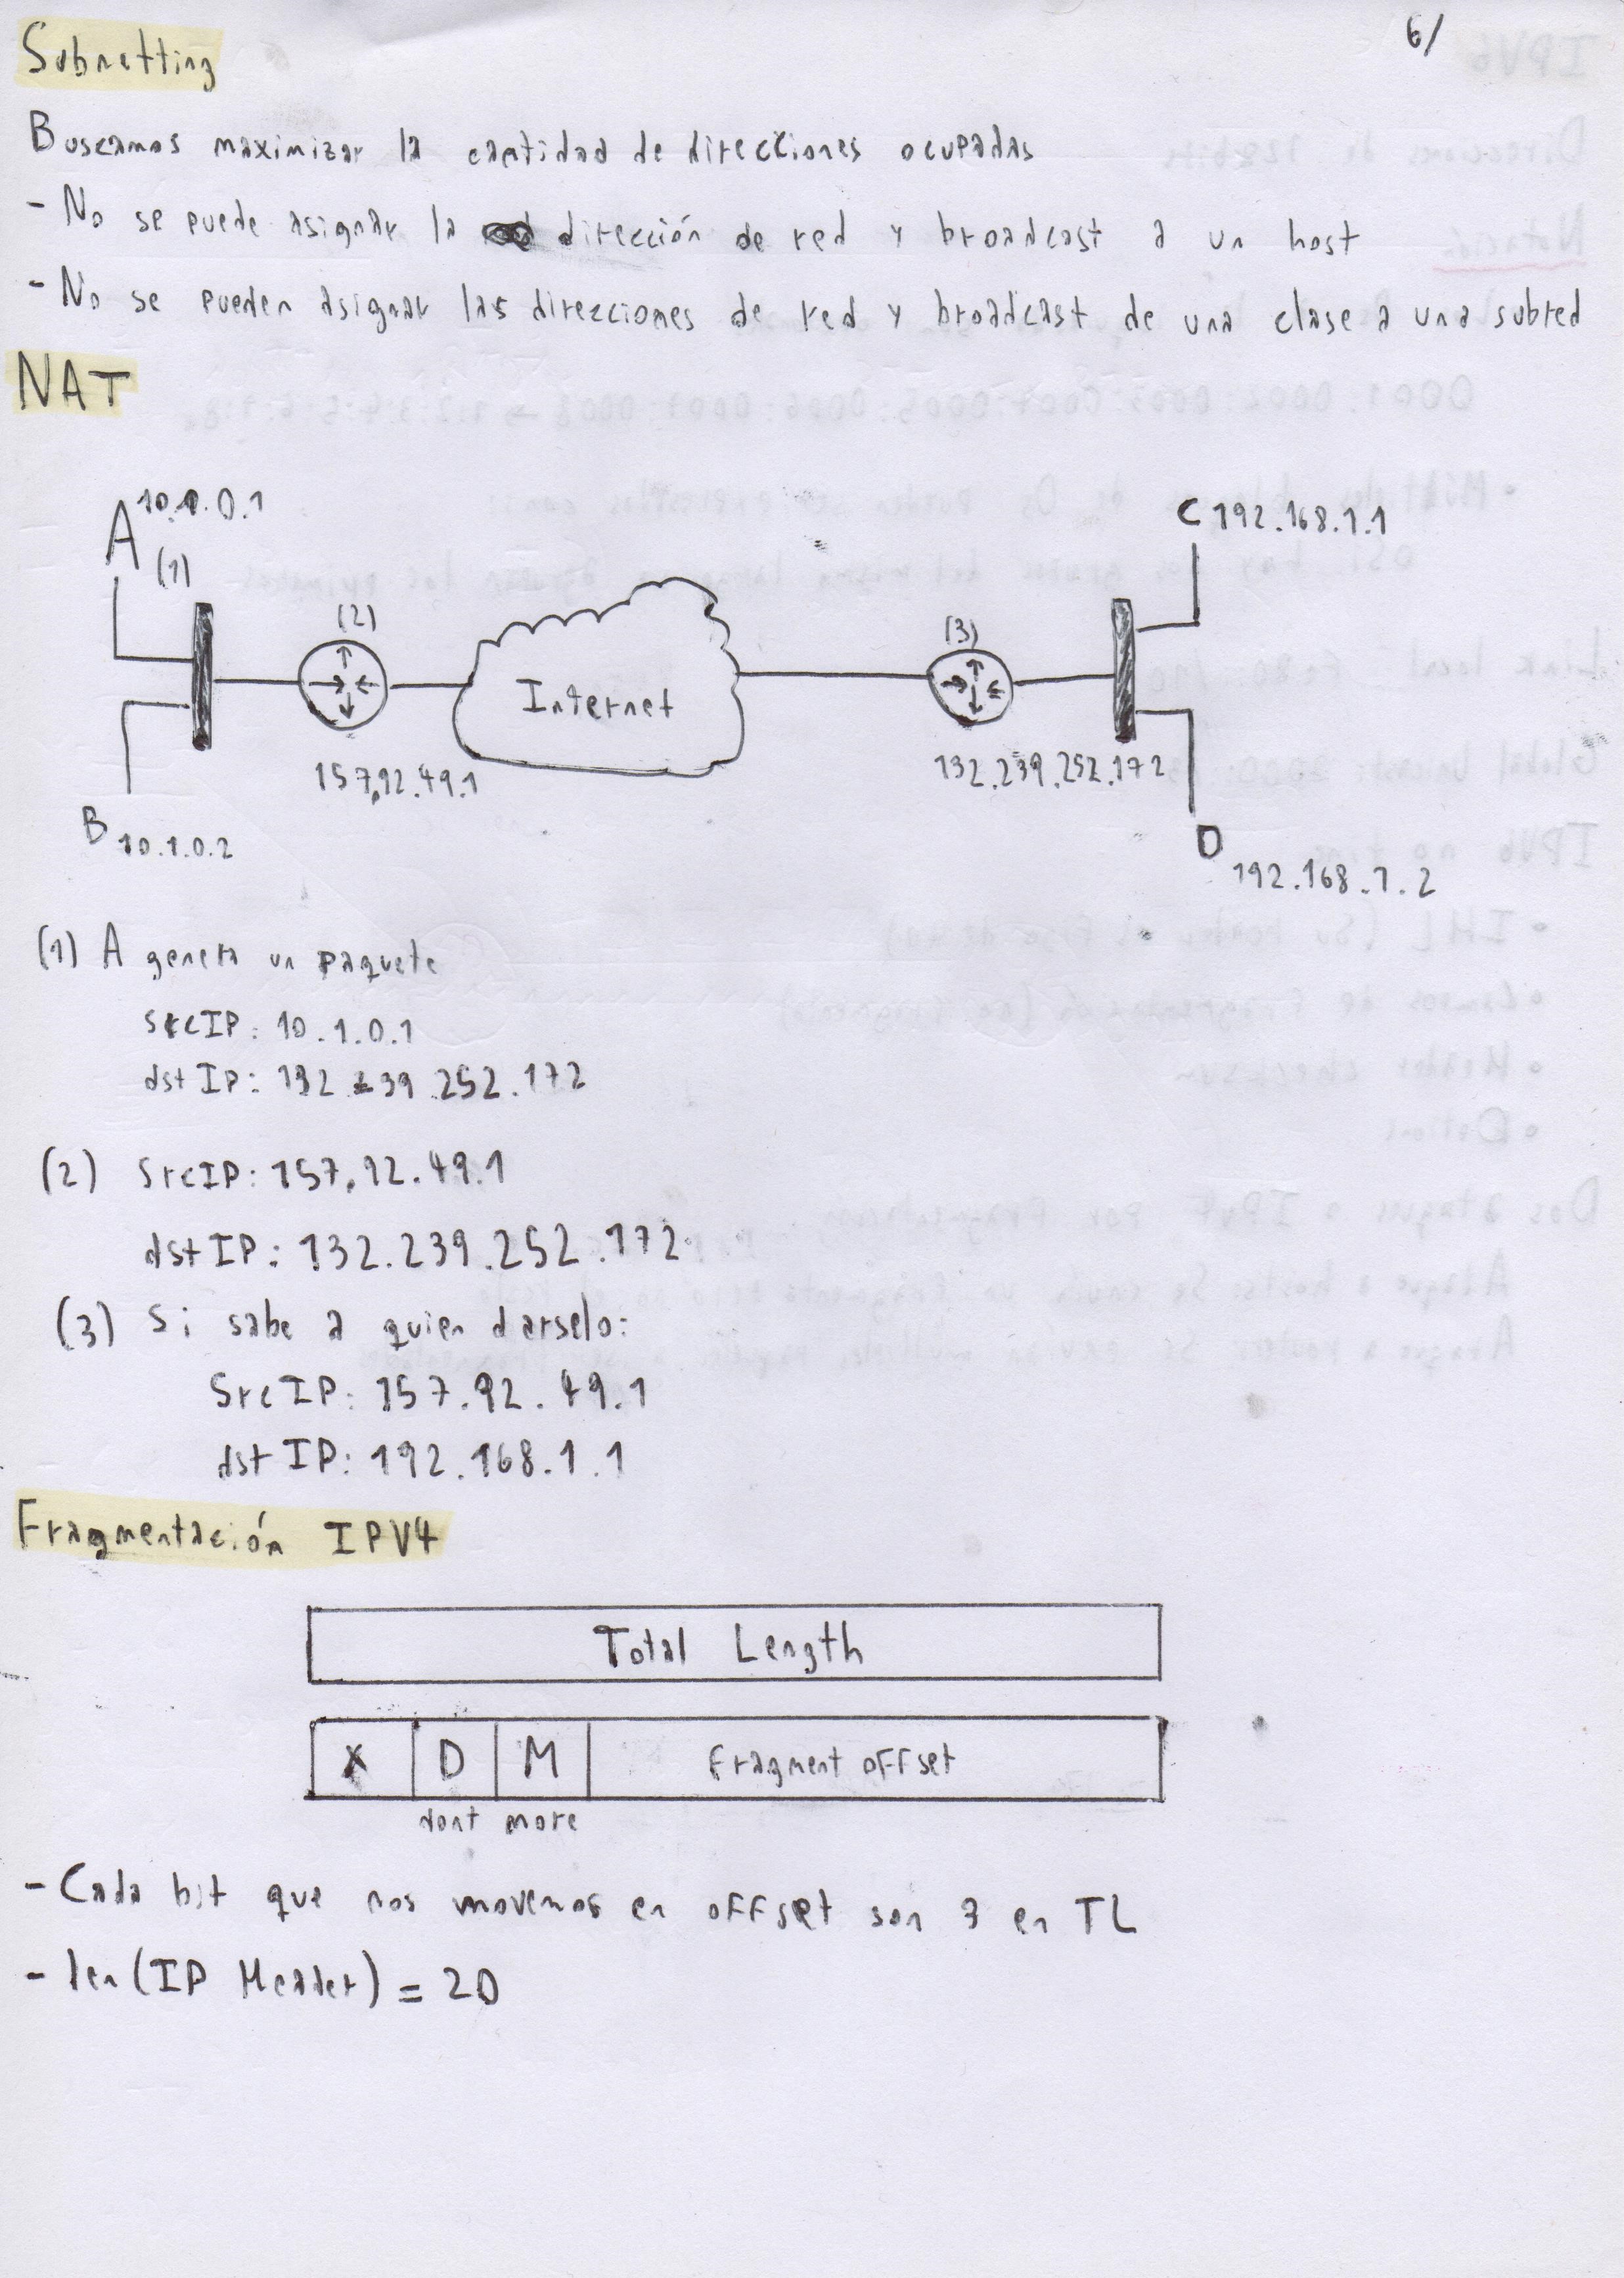 6/
Subnetting
Buscamos maximizar la cantidad de direcciones ocupadas
- No se puede asignar la dirección de red y broadcast a un host
- No se pueden asignar las direcciones de red y broadcast de una clase a una subred
NAT
A 10.1.0.1
(1)
C 192.168.1.1
(2)
(3)
Internet
157.92.49.1
132.239.252.172
B 10.1.0.2
D 192.168.1.2
(1) A genera un paquete
srcIP: 10.1.0.1
dstIP: 132.239.252.172
(2) SrcIP: 157.92.49.1
dstIP: 132.239.252.172
(3) Si sabe a quien darselo:
SrcIP: 157.92.49.1
dstIP: 192.168.1.1
Fragmentación IPV4
Total Length
X D M Fragment offset
dont more
- Cada bit que nos movemos en offset son en TL
- len(IP Header) = 20